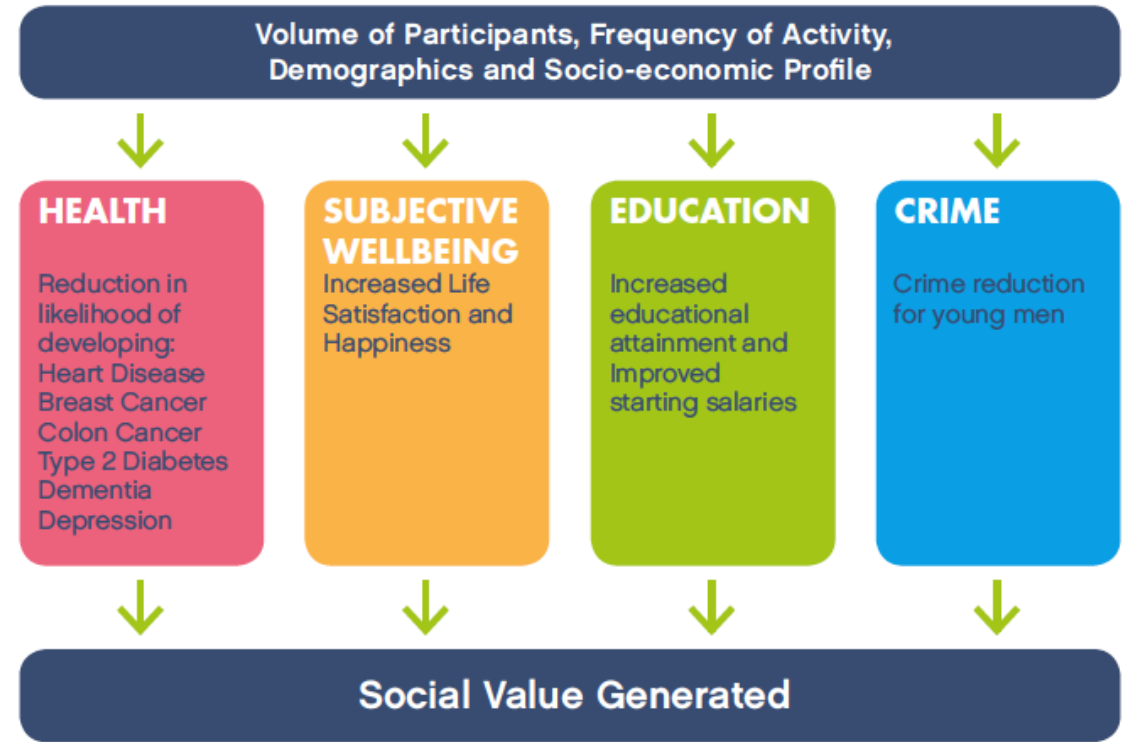 Volume of Participants, Frequency of Activity,
Demographics and Socio-economic Profile
HEALTH
Reduction in
likelihood of
developing:
Heart Disease
Breast Cancer
Colon Cancer
Type 2 Diabetes
Dementia
Depression
SUBJECTIVE
WELLBEING
Increased Life
Satisfaction and
Happiness
EDUCATION
Increased
educational
attainment and
Improved
starting salaries
CRIME
Crime reduction
for young men
Social Value Generated